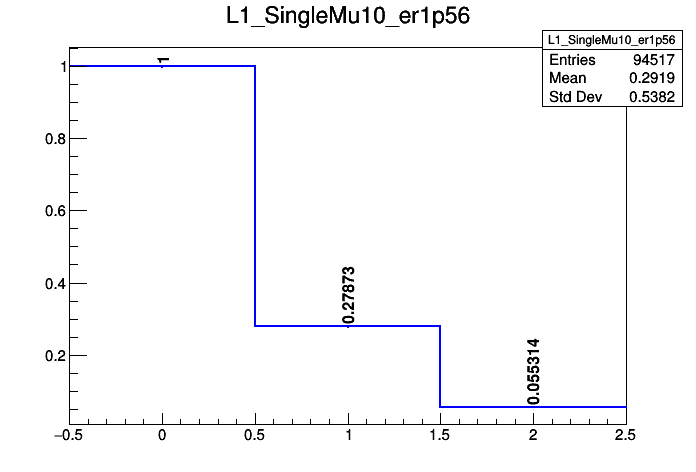 L1_SingleMu10_er1p56
L1_SingleMu10_er1p56
Entries 94517
Mean 0.2919
Std Dev 0.5382
1
0.8
0.6
0.4
0.2
1
0.27873
0.055314
−0.5 0 0.5 1 1.5 2 2.5